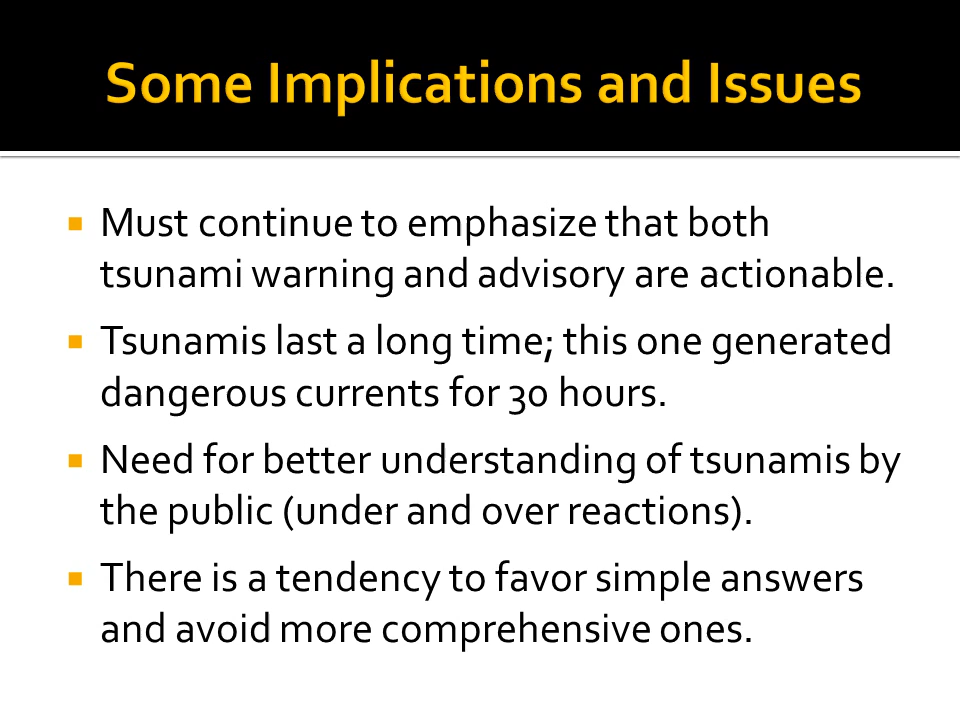 Some Implications and Issues
Must continue to emphasize that both
tsunami warning and advisory are actionable.
Tsunamis last a long time; this one generated
dangerous currents for 30 hours.
Need for better understanding of tsunamis by
the public (under and over reactions).
There is a tendency to favor simple answers
and avoid more comprehensive ones.